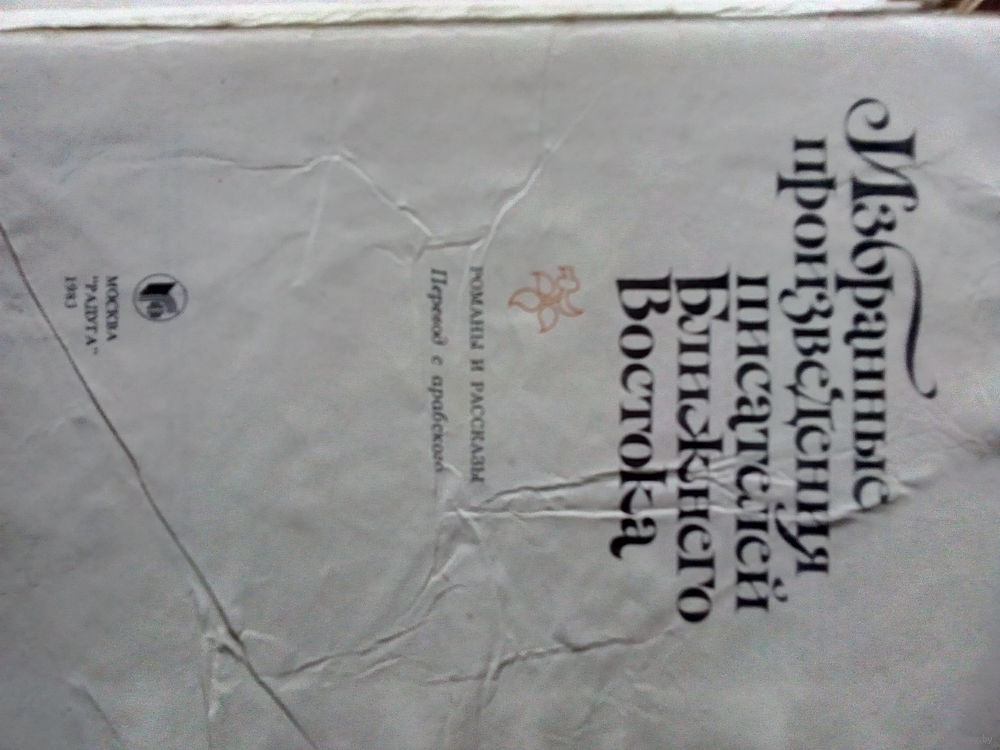 Избранные
произведения
писателей
Ближнего
Востока
РОМАНЫ И РАССКАЗЫ
Перевод с арабского
МОСКВА
"РАДУГА"
1983